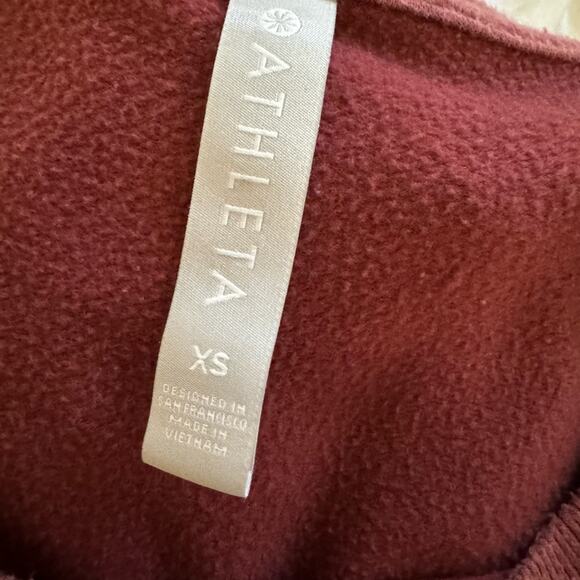 ATHLETA
XS
DESIGNED IN
SAN FRANCISCO
MADE IN
VIETNAM